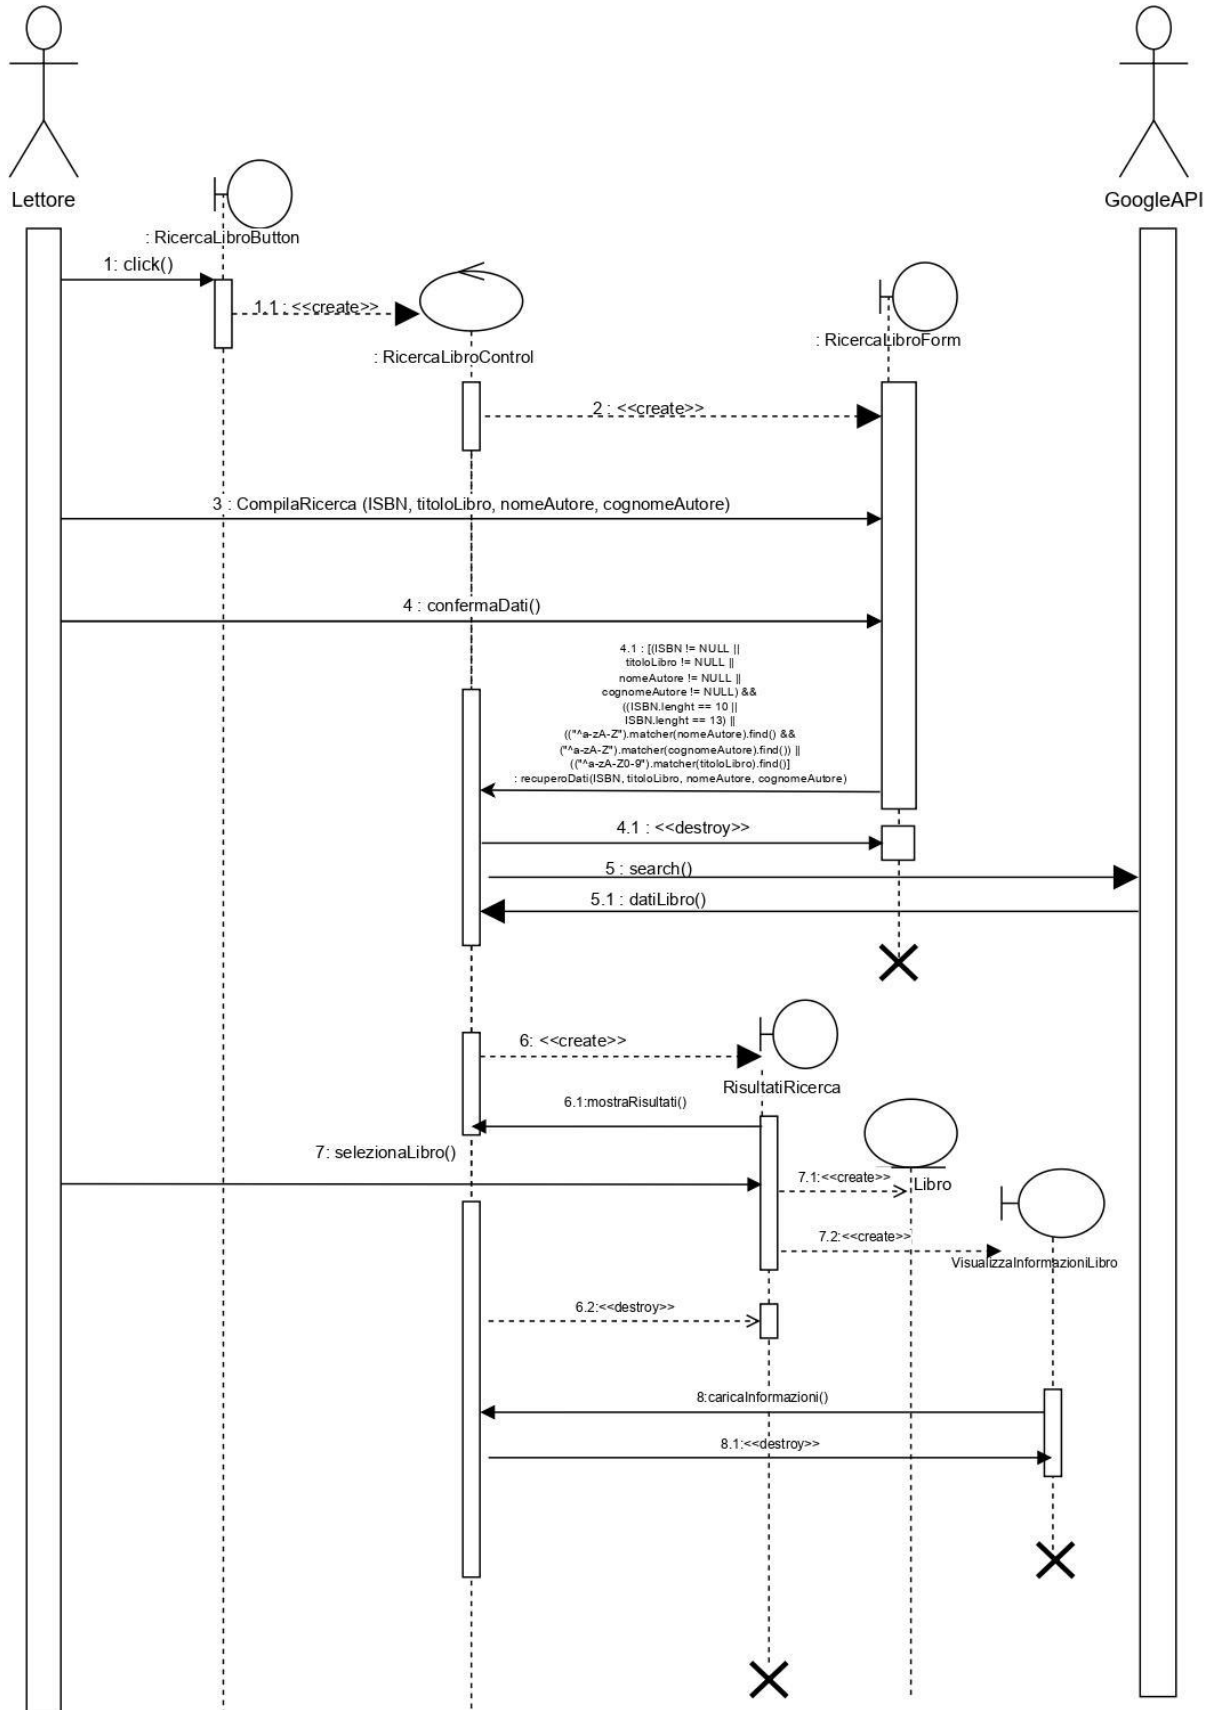 Lettore
GoogleAPI
: RicercaLibroButton
1: click()
1.1 : <<create>>
: RicercaLibroControl
: RicercaLibroForm
2 : <<create>>
3 : CompilaRicerca (ISBN, titoloLibro, nomeAutore, cognomeAutore)
4 : confermaDati()
4.1 : [(ISBN != NULL ||
titoloLibro != NULL ||
nomeAutore != NULL ||
cognomeAutore != NULL) &&
((ISBN.lenght == 10 ||
ISBN.lenght == 13) ||
(("^a-zA-Z").matcher(nomeAutore).find() &&
("^a-zA-Z").matcher(cognomeAutore).find()) ||
(("^a-zA-Z0-9").matcher(titoloLibro).find()]
: recuperoDati(ISBN, titoloLibro, nomeAutore, cognomeAutore)
4.1 : <<destroy>>
5 : search()
5.1 : datiLibro()
6: <<create>>
RisultatiRicerca
6.1:mostraRisultati()
7: selezionaLibro()
7.1:<<create>>
Libro
7.2:<<create>>
VisualizzaInformazioniLibro
6.2:<<destroy>>
8:caricaInformazioni()
8.1:<<destroy>>